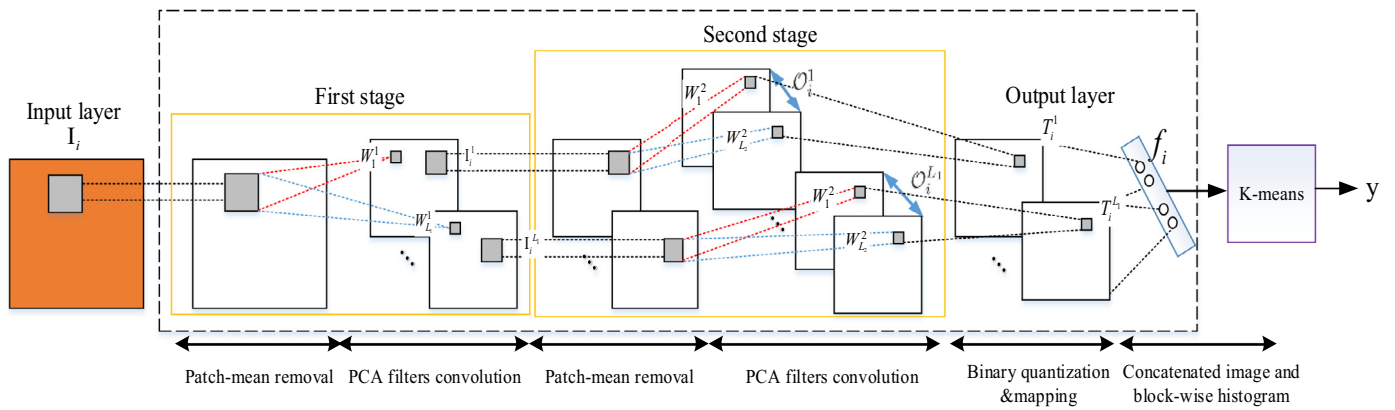 Second stage
First stage
Output layer
Input layer
I_i
W_1^1
W_{L_1}^1
I_i^1
I_i^{L_1}
W_1^2
W_{L_2}^2
𝒪_i^1
W_1^2
W_{L_2}^2
𝒪_i^{L_1}
T_i^1
T_i^{L_1}
f_i
K-means
y
Patch-mean removal
PCA filters convolution
Patch-mean removal
PCA filters convolution
Binary quantization
&mapping
Concatenated image and
block-wise histogram